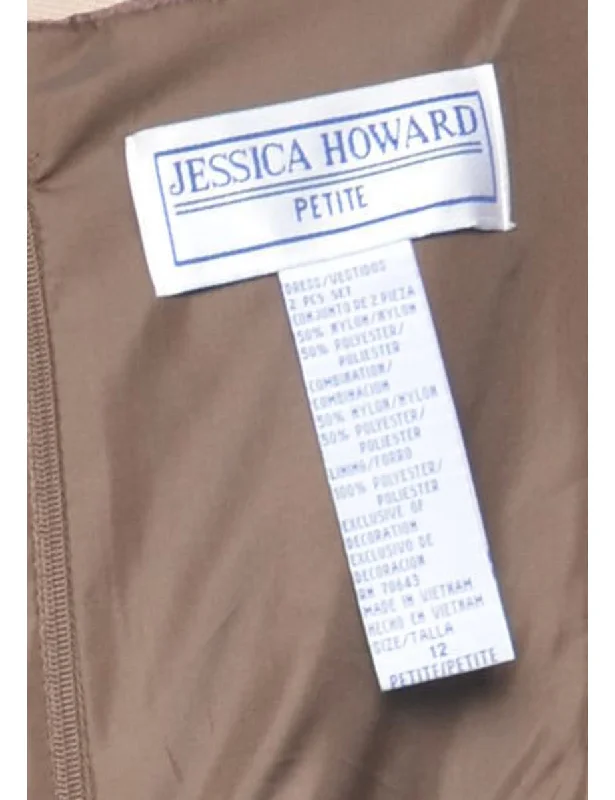 JESSICA HOWARD
PETITE
DRESS/VESTIDOS
2 PCS SET
CONJUNTO DE 2 PIEZA
50% NYLON/NYLON
50% POLYESTER/
POLIESTER
COMBINATION/
COMBINACION
50% NYLON/NYLON
50% POLYESTER/
POLIESTER
LINING/FORRO
100% POLYESTER/
POLIESTER
EXCLUSIVE OF
DECORATION
EXCLUSIVO DE
DECORACION
RN 70643
MADE IN VIETNAM
HECHO EN VIETNAM
SIZE/TALLA
12
PETITE/PETITE